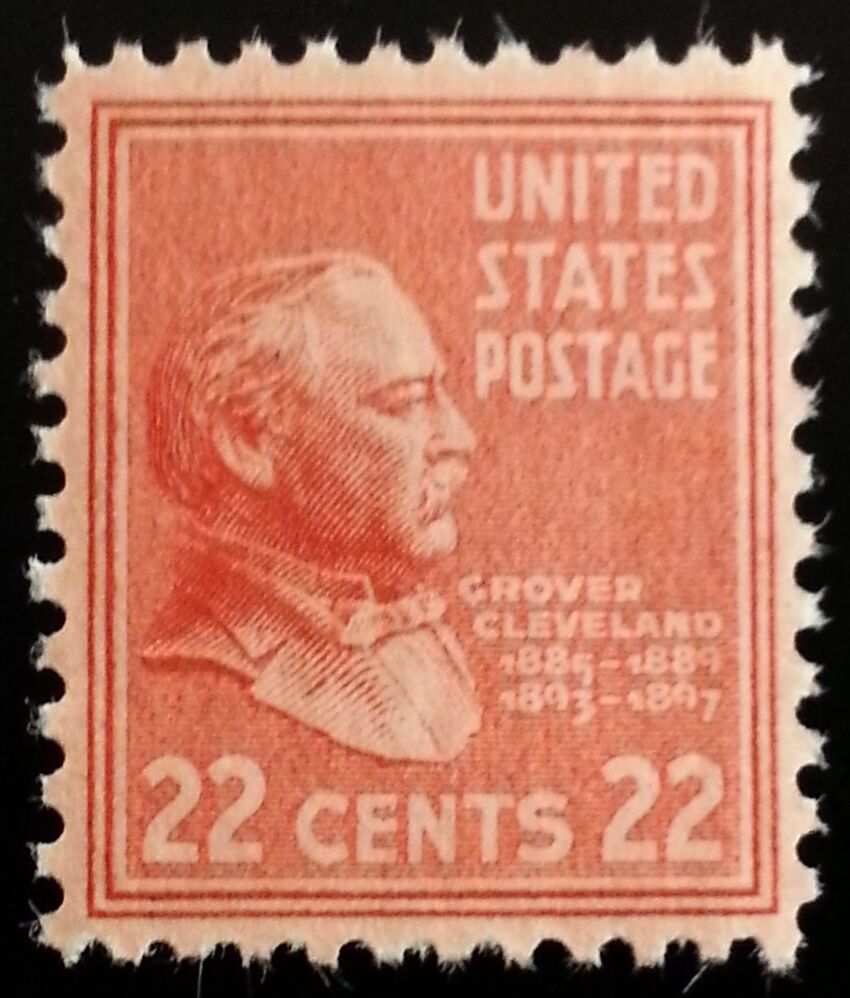 UNITED
STATES
POSTAGE
GROVER
CLEVELAND
1885-1889
1893-1897
22 CENTS 22